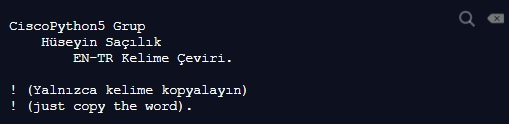 CiscoPython5 Grup
Hüseyin Saçılık
EN-TR Kelime Çeviri.
! (Yalnızca kelime kopyalayın)
! (just copy the word).